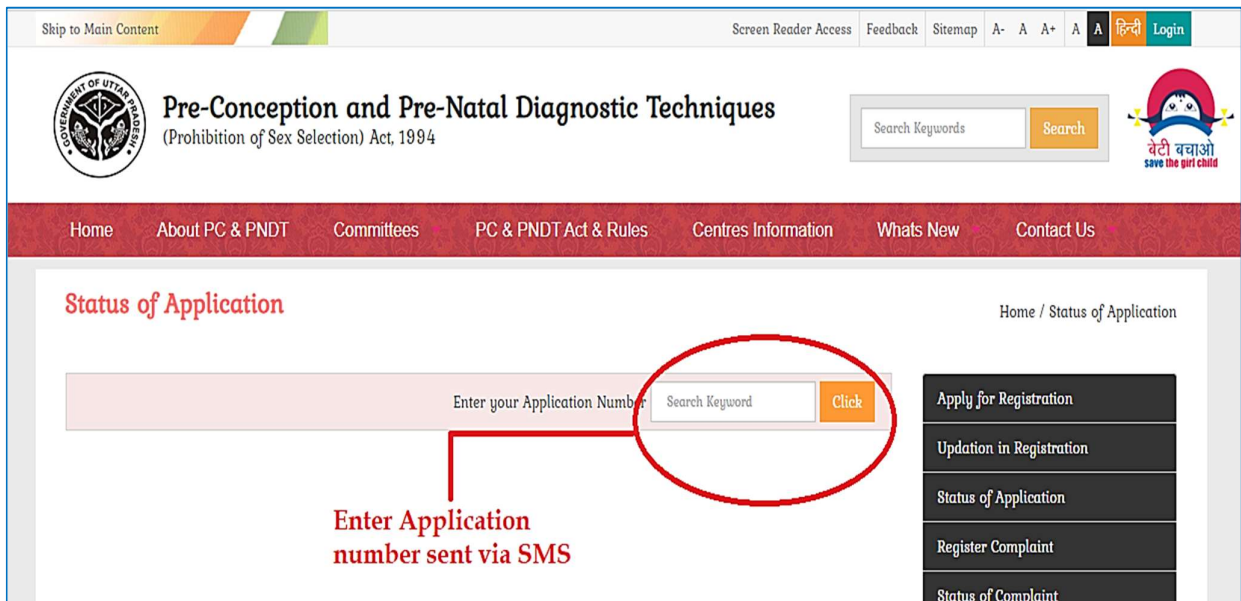 Skip to Main Content
Screen Reader Access Feedback Sitemap A- A A+ A A हिन्दी Login
GOVERNMENT OF UTTAR PRADESH
Pre-Conception and Pre-Natal Diagnostic Techniques
(Prohibition of Sex Selection) Act, 1994
Search Keywords Search
बेटी बचाओ
save the girl child
Home About PC & PNDT Committees PC & PNDT Act & Rules Centres Information Whats New Contact Us
Status of Application
Home / Status of Application
Enter your Application Number Search Keyword Click
Enter Application
number sent via SMS
Apply for Registration
Updation in Registration
Status of Application
Register Complaint
Status of Complaint